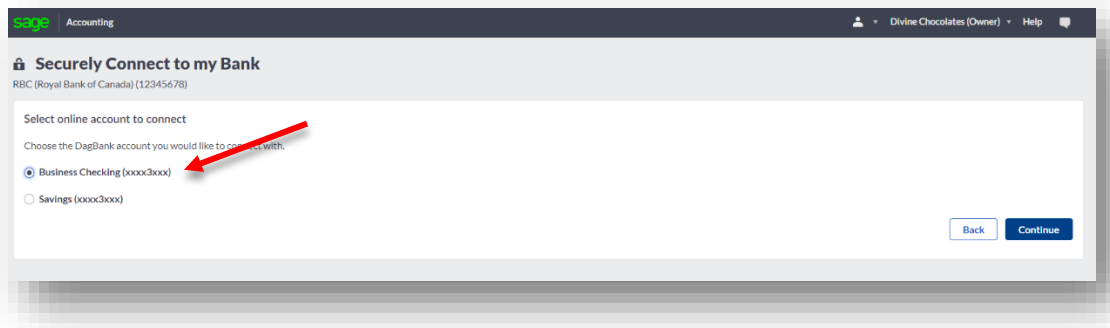 sage Accounting Divine Chocolates (Owner) Help
Securely Connect to my Bank
RBC (Royal Bank of Canada) (12345678)
Select online account to connect
Choose the DagBank account you would like to connect with.
Business Checking (xxxx3xxx)
Savings (xxxx3xxx)
Back Continue